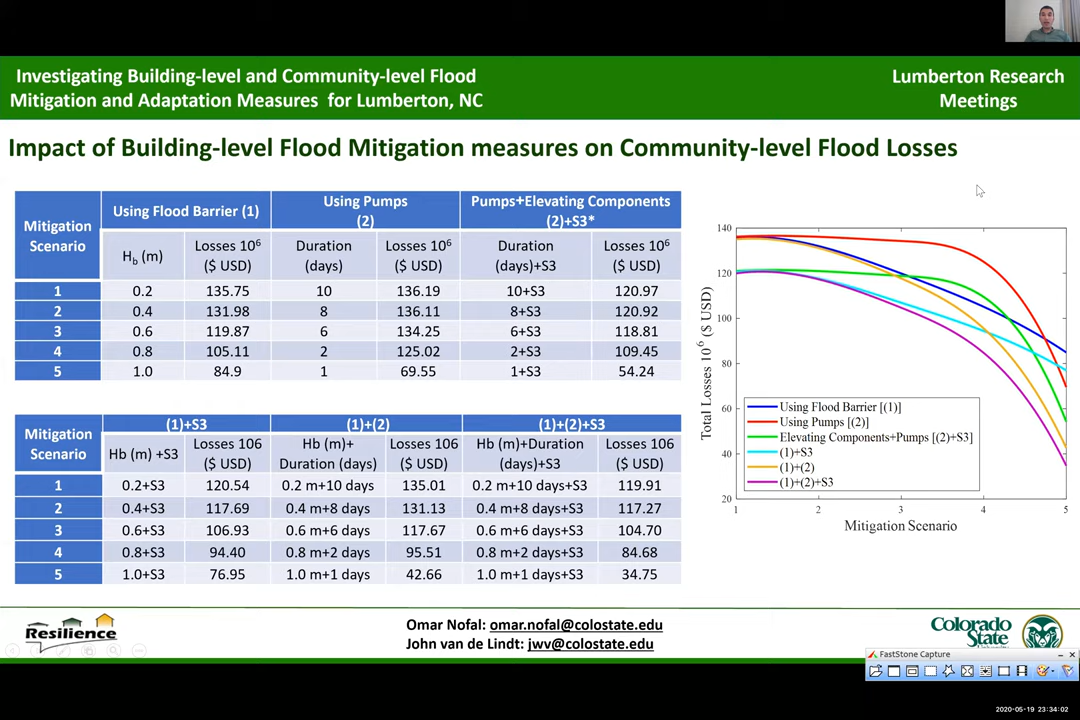 Investigating Building-level and Community-level Flood
Mitigation and Adaptation Measures for Lumberton, NC
Lumberton Research
Meetings
Impact of Building-level Flood Mitigation measures on Community-level Flood Losses
Mitigation Scenario | Using Flood Barrier (1) | Using Pumps (2) | Pumps+Elevating Components (2)+S3*
Hb (m) | Losses 10⁶ ($ USD) | Duration (days) | Losses 10⁶ ($ USD) | Duration (days)+S3 | Losses 10⁶ ($ USD)
1 | 0.2 | 135.75 | 10 | 136.19 | 10+S3 | 120.97
2 | 0.4 | 131.98 | 8 | 136.11 | 8+S3 | 120.92
3 | 0.6 | 119.87 | 6 | 134.25 | 6+S3 | 118.81
4 | 0.8 | 105.11 | 2 | 125.02 | 2+S3 | 109.45
5 | 1.0 | 84.9 | 1 | 69.55 | 1+S3 | 54.24
Mitigation Scenario | (1)+S3 | (1)+(2) | (1)+(2)+S3
Hb (m) +S3 | Losses 106 ($ USD) | Hb (m)+ Duration (days) | Losses 106 ($ USD) | Hb (m)+Duration (days)+S3 | Losses 106 ($ USD)
1 | 0.2+S3 | 120.54 | 0.2 m+10 days | 135.01 | 0.2 m+10 days+S3 | 119.91
2 | 0.4+S3 | 117.69 | 0.4 m+8 days | 131.13 | 0.4 m+8 days+S3 | 117.27
3 | 0.6+S3 | 106.93 | 0.6 m+6 days | 117.67 | 0.6 m+6 days+S3 | 104.70
4 | 0.8+S3 | 94.40 | 0.8 m+2 days | 95.51 | 0.8 m+2 days+S3 | 84.68
5 | 1.0+S3 | 76.95 | 1.0 m+1 days | 42.66 | 1.0 m+1 days+S3 | 34.75
Total Losses 10⁶ ($ USD)
140
120
100
80
60
40
20
Using Flood Barrier [(1)]
Using Pumps [(2)]
Elevating Components+Pumps [(2)+S3]
(1)+S3
(1)+(2)
(1)+(2)+S3
1 2 3 4 5
Mitigation Scenario
Resilience
Omar Nofal: omar.nofal@colostate.edu
John van de Lindt: jwv@colostate.edu
Colorado
State
FastStone Capture
2020-05-19 23:34:02